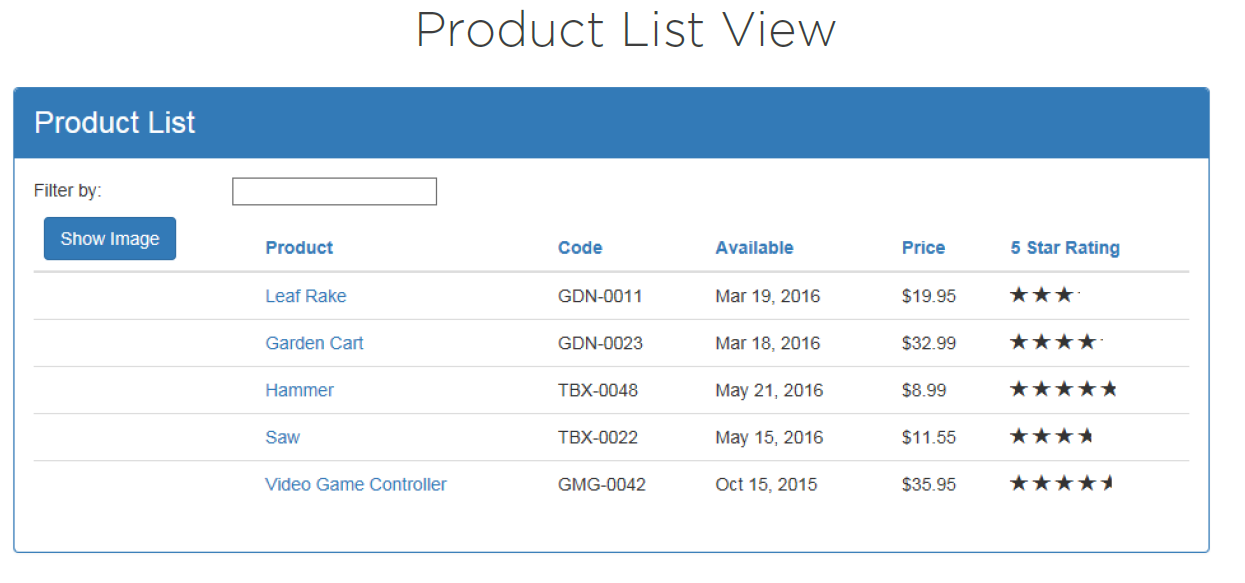 Product List View
Product List
Filter by:
Show Image Product Code Available Price 5 Star Rating
Leaf Rake GDN-0011 Mar 19, 2016 $19.95
Garden Cart GDN-0023 Mar 18, 2016 $32.99
Hammer TBX-0048 May 21, 2016 $8.99
Saw TBX-0022 May 15, 2016 $11.55
Video Game Controller GMG-0042 Oct 15, 2015 $35.95